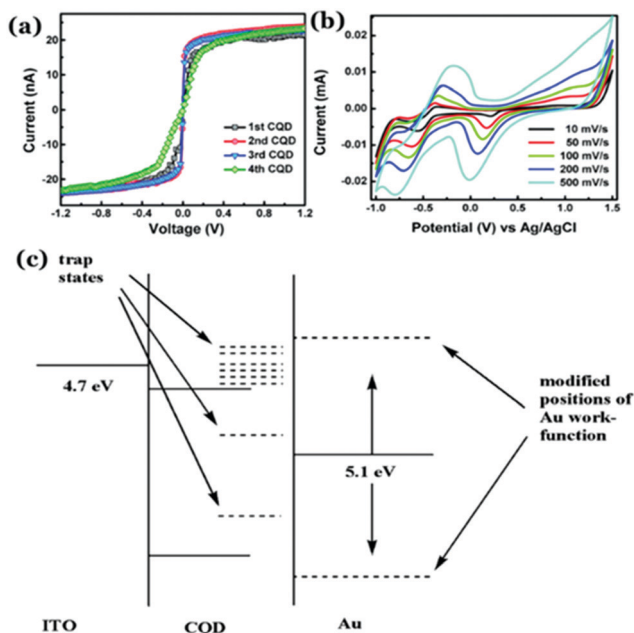 (a)
Current (nA)
20
10
0
-10
-20
-1.2 -0.8 -0.4 0.0 0.4 0.8 1.2
Voltage (V)
1st CQD
2nd CQD
3rd CQD
4th CQD
(b)
Current (mA)
0.02
0.01
0.00
-0.01
-0.02
-1.0 -0.5 0.0 0.5 1.0 1.5
Potential (V) vs Ag/AgCl
10 mV/s
50 mV/s
100 mV/s
200 mV/s
500 mV/s
(c)
trap
states
4.7 eV
5.1 eV
modified
positions of
Au work-
function
ITO
CQD
Au